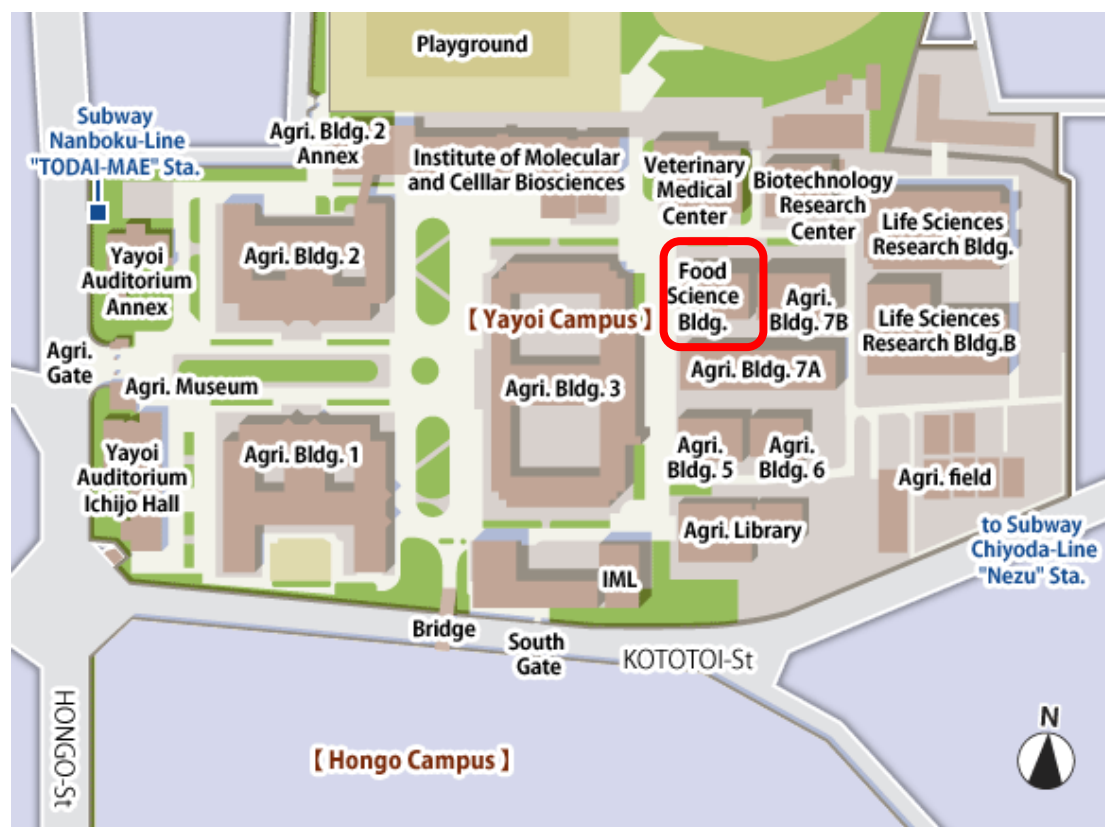 Playground
Subway
Nanboku-Line
"TODAI-MAE" Sta.
Agri. Bldg. 2
Annex
Institute of Molecular
and Celllar Biosciences
Veterinary
Medical
Center
Biotechnology
Research
Center
Life Sciences
Research Bldg.
Yayoi
Auditorium
Annex
Agri. Bldg. 2
Food
Science
Bldg.
Agri.
Bldg. 7B
【 Yayoi Campus 】
Life Sciences
Research Bldg.B
Agri.
Gate
Agri. Museum
Agri. Bldg. 3
Agri. Bldg. 7A
Yayoi
Auditorium
Ichijo Hall
Agri. Bldg. 1
Agri.
Bldg. 5
Agri.
Bldg. 6
Agri. field
Agri. Library
to Subway
Chiyoda-Line
"Nezu" Sta.
IML
Bridge
South
Gate
KOTOTOI-St
HONGO-St
【 Hongo Campus 】
N